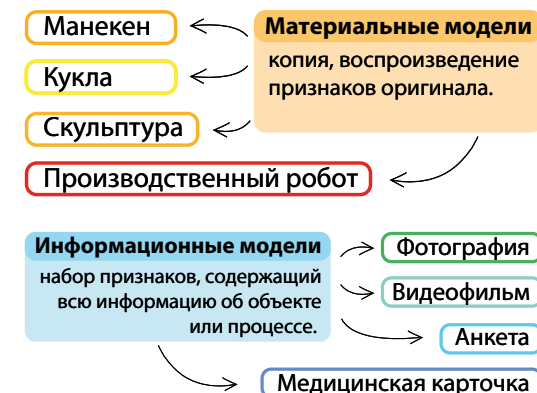 Манекен
Кукла
Скульптура
Производственный робот
Материальные модели
копия, воспроизведение
признаков оригинала.
Информационные модели
набор признаков, содержащий
всю информацию об объекте
или процессе.
Фотография
Видеофильм
Анкета
Медицинская карточка